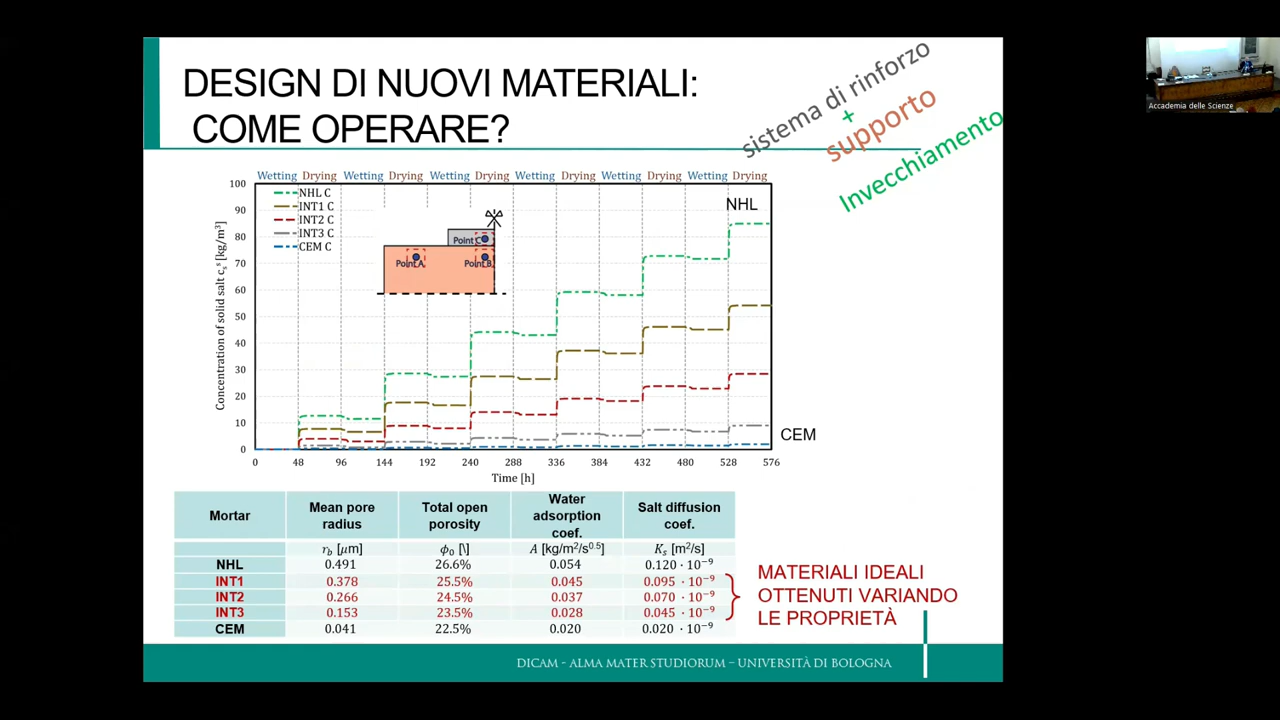 DESIGN DI NUOVI MATERIALI:
COME OPERARE?
sistema di rinforzo
+
supporto
Invecchiamento
Accademia delle Scienze
Wetting Drying Wetting Drying Wetting Drying Wetting Drying Wetting Drying Wetting Drying
100
90
80
70
60
50
40
30
20
10
0
Concentration of solid salt cₛˢ [kg/m³]
NHL C
INT1 C
INT2 C
INT3 C
CEM C
Point C
Point A
Point B
NHL
CEM
0 48 96 144 192 240 288 336 384 432 480 528 576
Time [h]
Mortar Mean pore radius Total open porosity Water adsorption coef. Salt diffusion coef.
r_b [μm] ϕ₀ [\] A [kg/m²/s⁰·⁵] Kₛ [m²/s]
NHL 0.491 26.6% 0.054 0.120 · 10⁻⁹
INT1 0.378 25.5% 0.045 0.095 · 10⁻⁹
INT2 0.266 24.5% 0.037 0.070 · 10⁻⁹
INT3 0.153 23.5% 0.028 0.045 · 10⁻⁹
CEM 0.041 22.5% 0.020 0.020 · 10⁻⁹
MATERIALI IDEALI
OTTENUTI VARIANDO
LE PROPRIETÀ
DICAM - ALMA MATER STUDIORUM – UNIVERSITÀ DI BOLOGNA